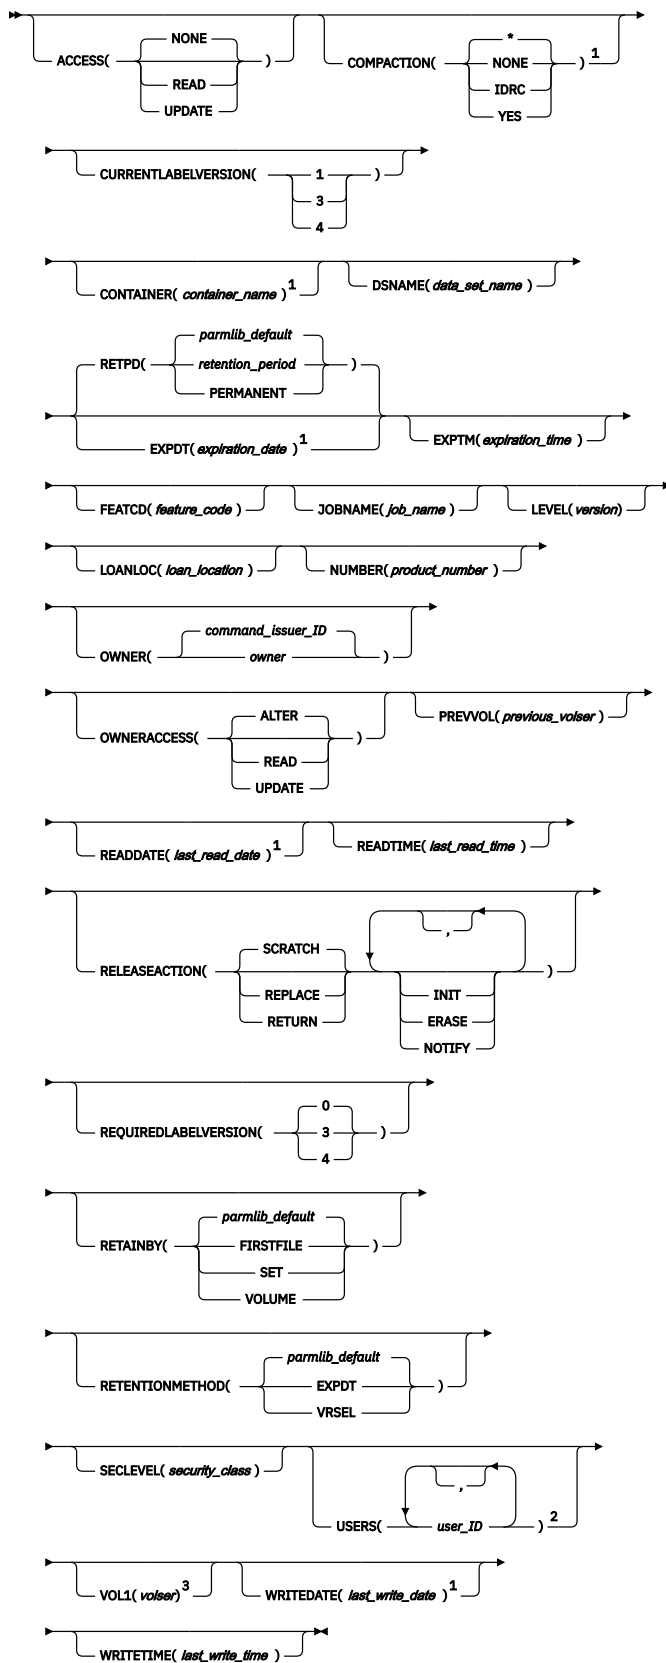 NONE *
ACCESS( ) COMPACTION( NONE ) 1
READ IDRC
UPDATE YES
CURRENTLABELVERSION( 1 )
3
4
CONTAINER( container_name ) 1 DSNAME( data_set_name )
parmlib_default
RETPD( retention_period )
PERMANENT
EXPDT( expiration_date ) 1 EXPTM( expiration_time )
FEATCD( feature_code ) JOBNAME( job_name ) LEVEL( version)
LOANLOC( loan_location ) NUMBER( product_number )
command_issuer_ID
OWNER( owner )
ALTER
OWNERACCESS( ) PREVVOL( previous_volser )
READ
UPDATE
READDATE( last_read_date ) 1 READTIME( last_read_time )
,
SCRATCH
RELEASEACTION( )
REPLACE INIT
RETURN ERASE
NOTIFY
0
REQUIREDLABELVERSION( 3 )
4
parmlib_default
RETAINBY( FIRSTFILE )
SET
VOLUME
parmlib_default
RETENTIONMETHOD( EXPDT )
VRSEL
SECLEVEL( security_class )
,
USERS( user_ID ) 2
VOL1( volser) 3 WRITEDATE( last_write_date ) 1
WRITETIME( last_write_time )